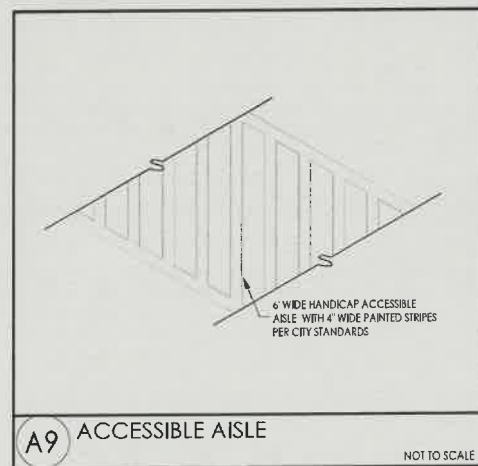 6' WIDE HANDICAP ACCESSIBLE
AISLE WITH 4" WIDE PAINTED STRIPES
PER CITY STANDARDS
A9 ACCESSIBLE AISLE
NOT TO SCALE